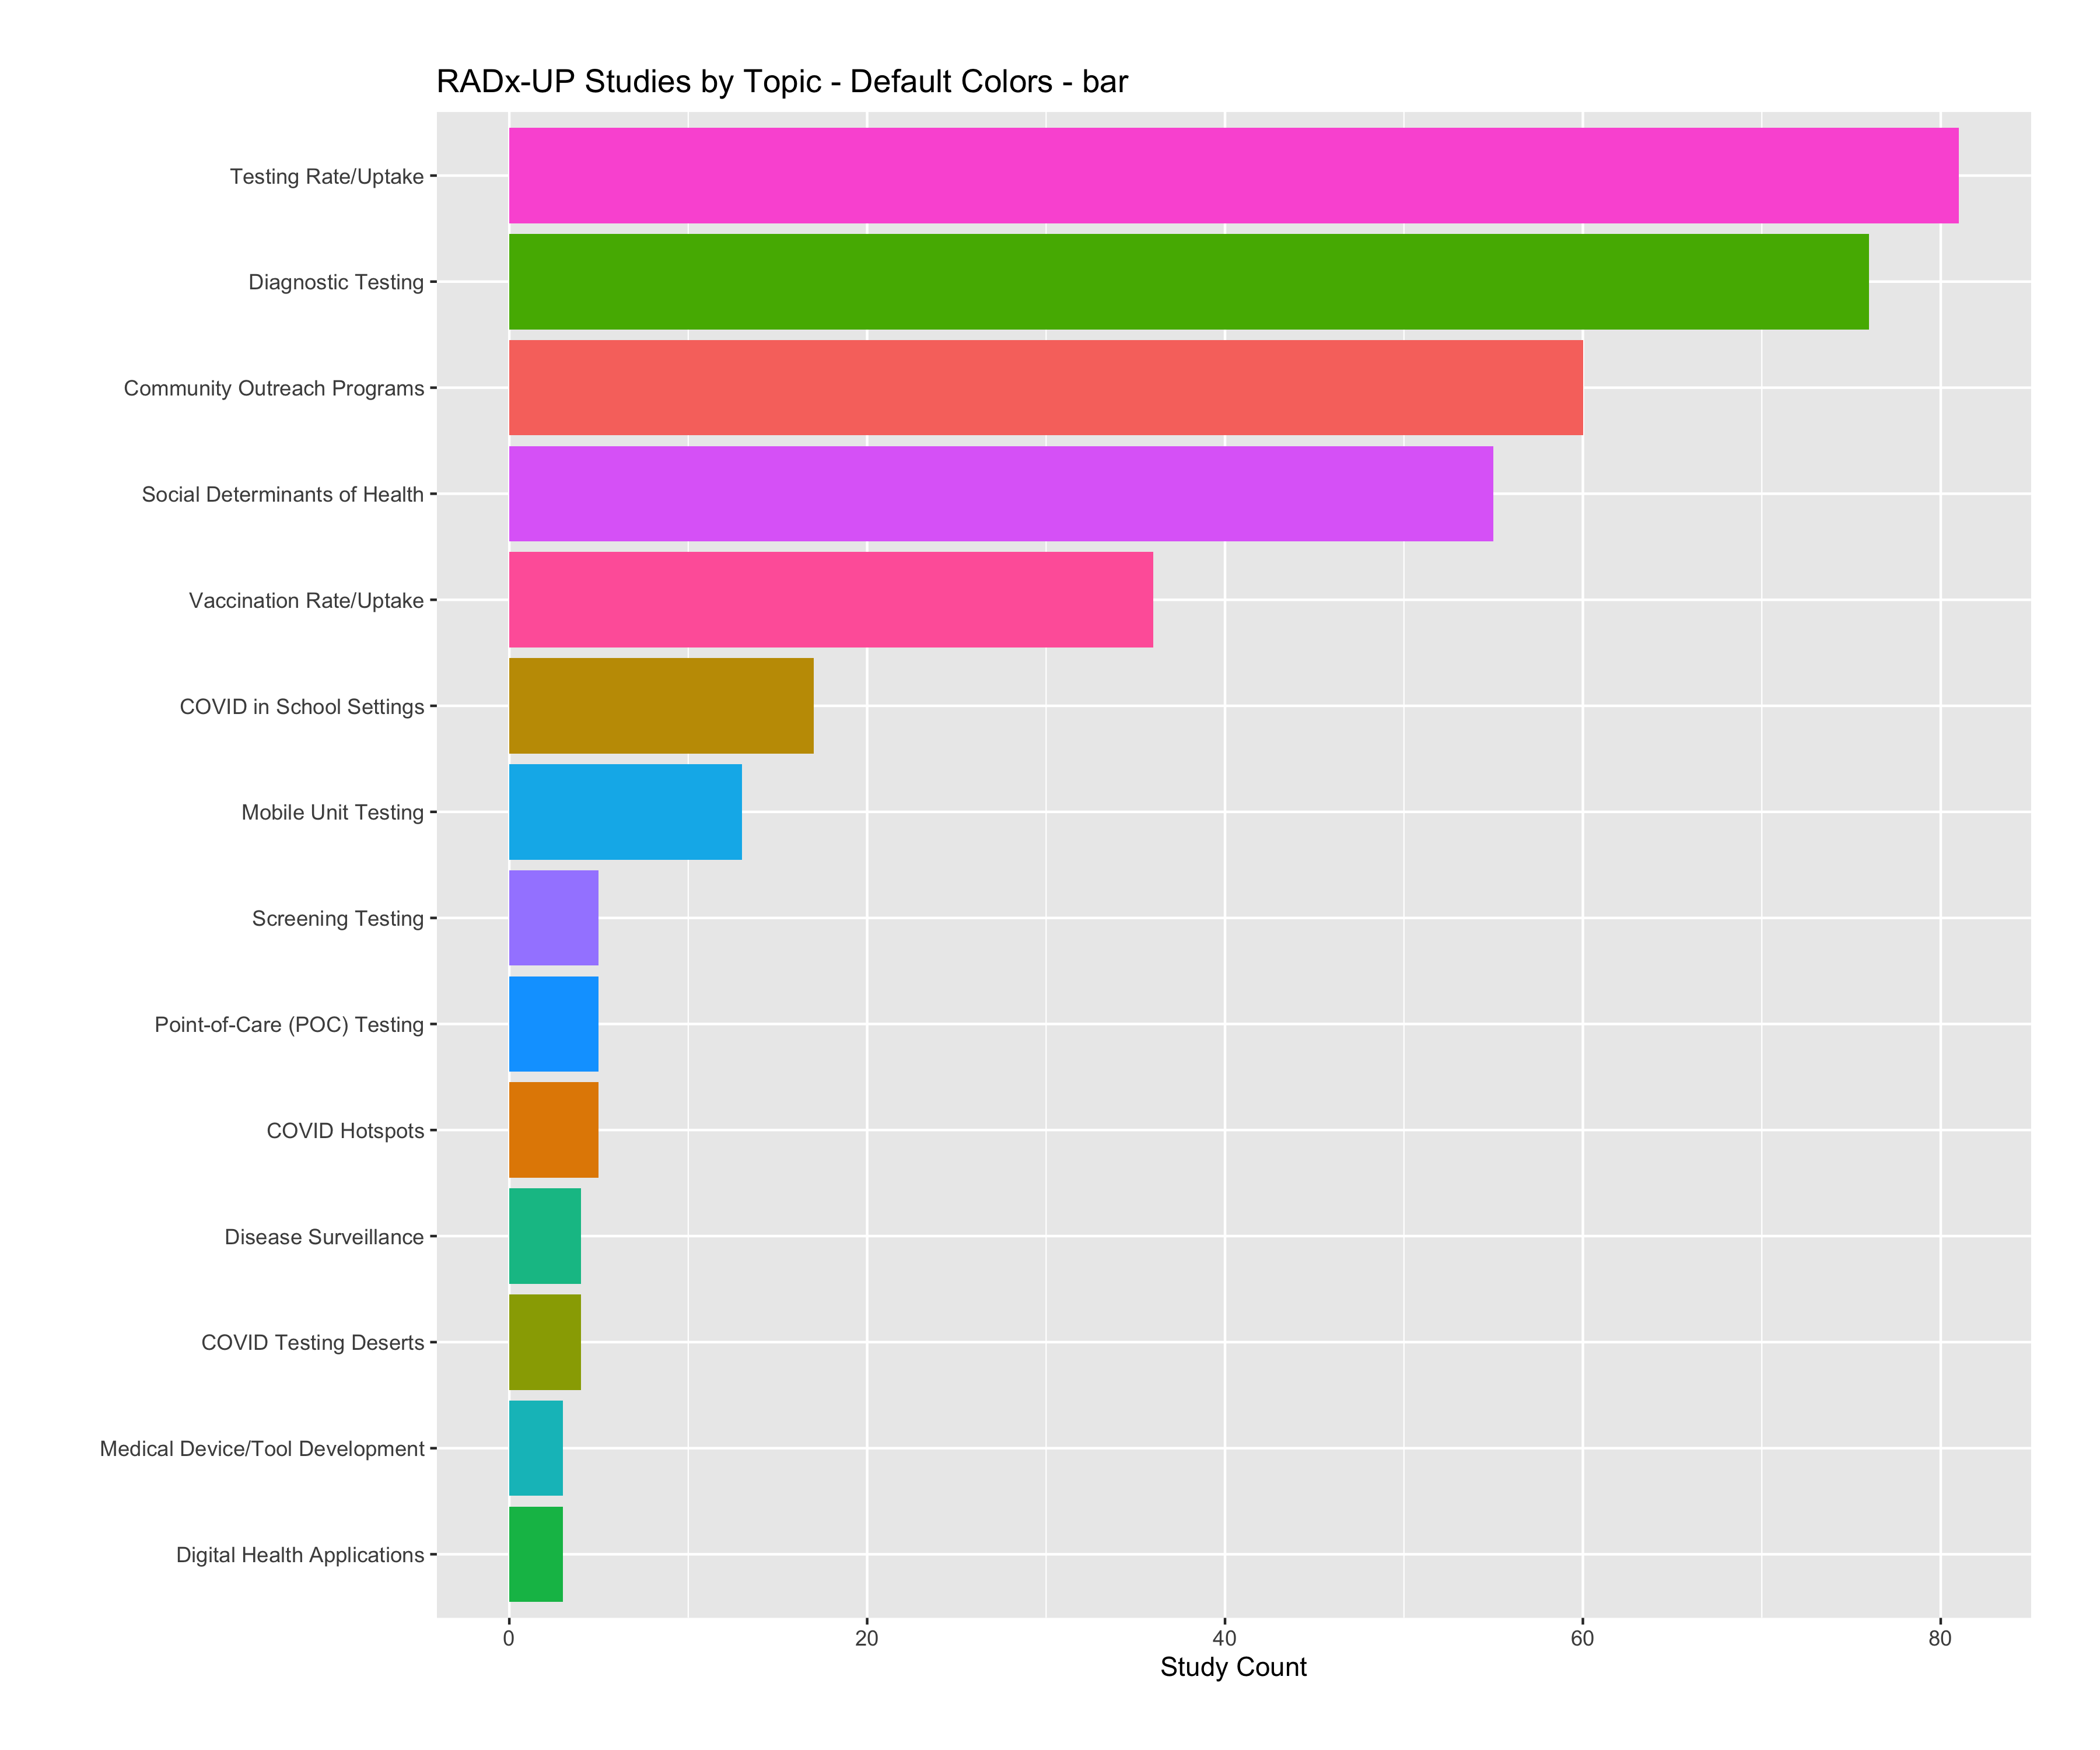 RADx-UP Studies by Topic - Default Colors - bar
Testing Rate/Uptake
Diagnostic Testing
Community Outreach Programs
Social Determinants of Health
Vaccination Rate/Uptake
COVID in School Settings
Mobile Unit Testing
Screening Testing
Point-of-Care (POC) Testing
COVID Hotspots
Disease Surveillance
COVID Testing Deserts
Medical Device/Tool Development
Digital Health Applications
0 20 40 60 80
Study Count